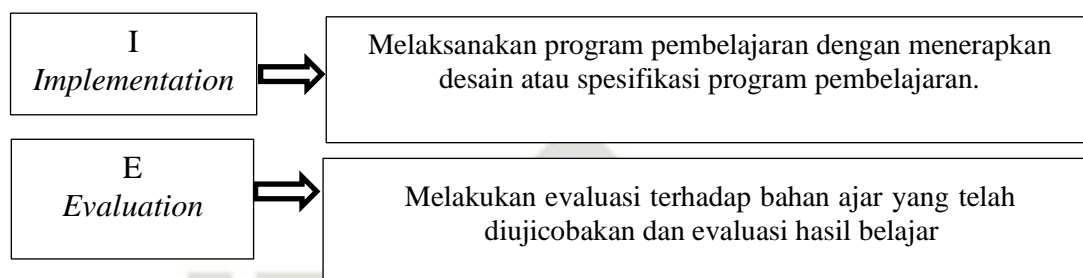 I
Implementation
Melaksanakan program pembelajaran dengan menerapkan
desain atau spesifikasi program pembelajaran.
E
Evaluation
Melakukan evaluasi terhadap bahan ajar yang telah
diujicobakan dan evaluasi hasil belajar